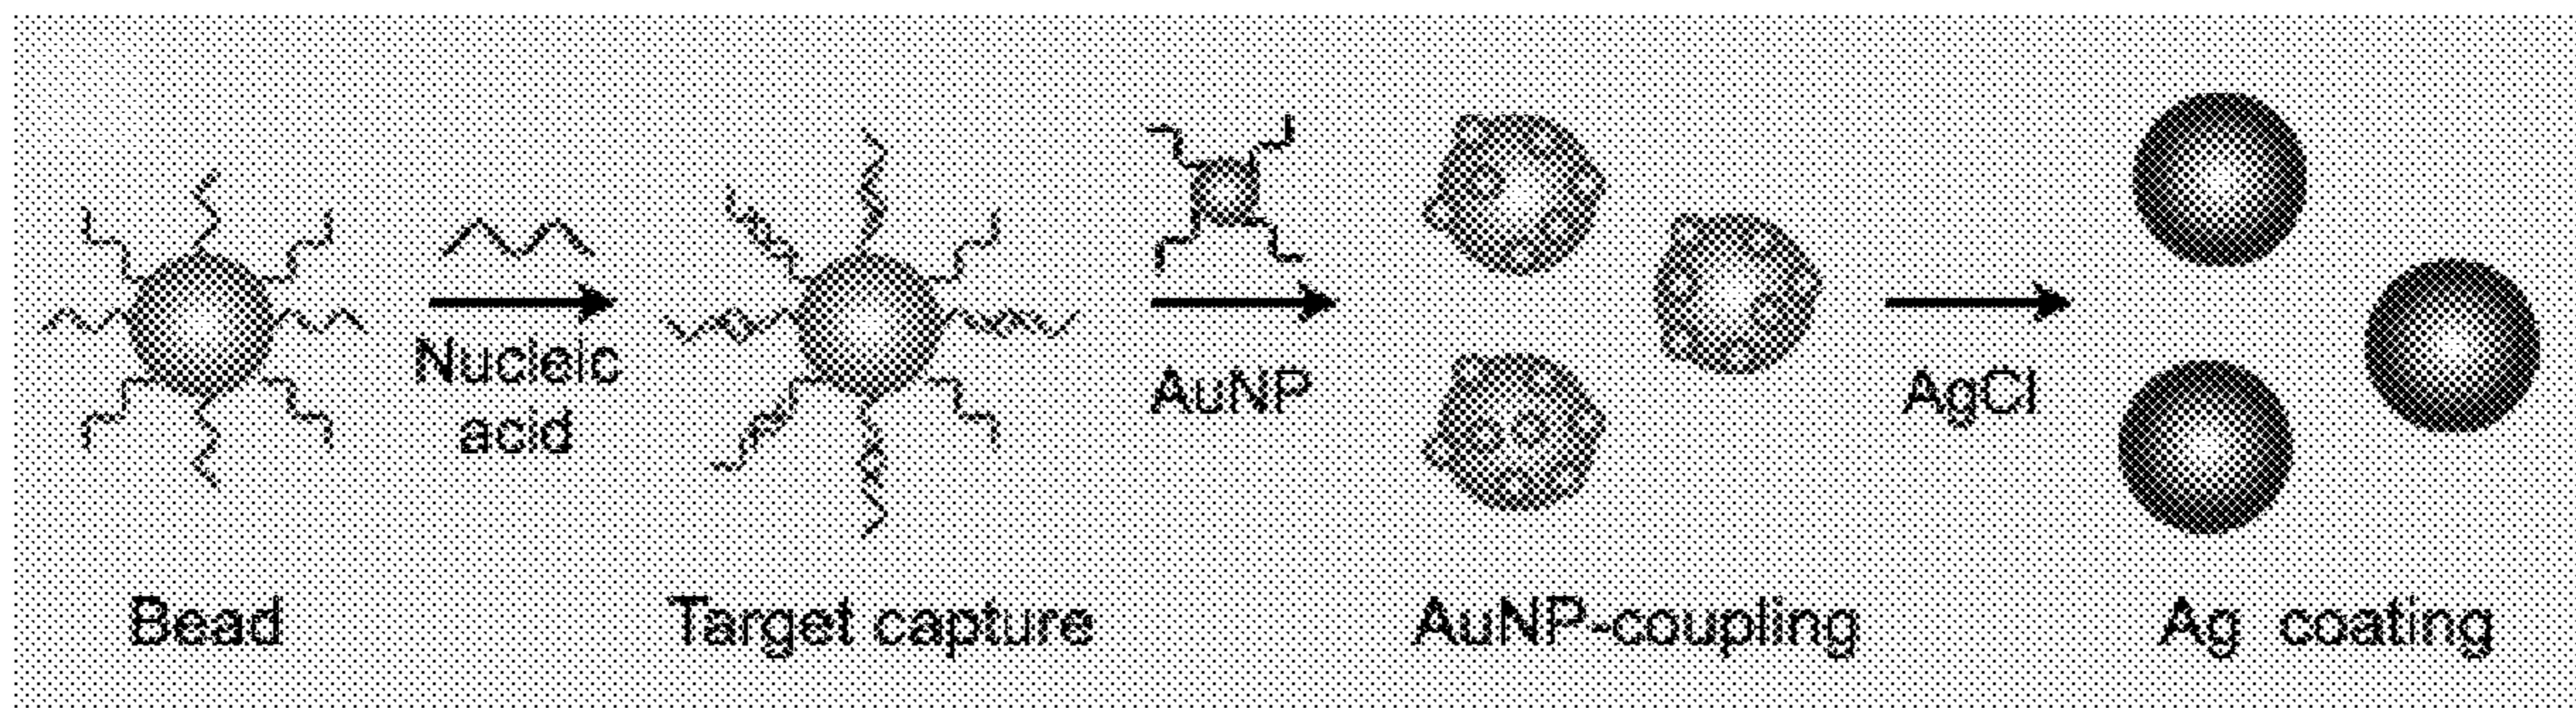 Nucleic
acid
AuNP
AgCl
Bead
Target capture
AuNP-coupling
Ag coating